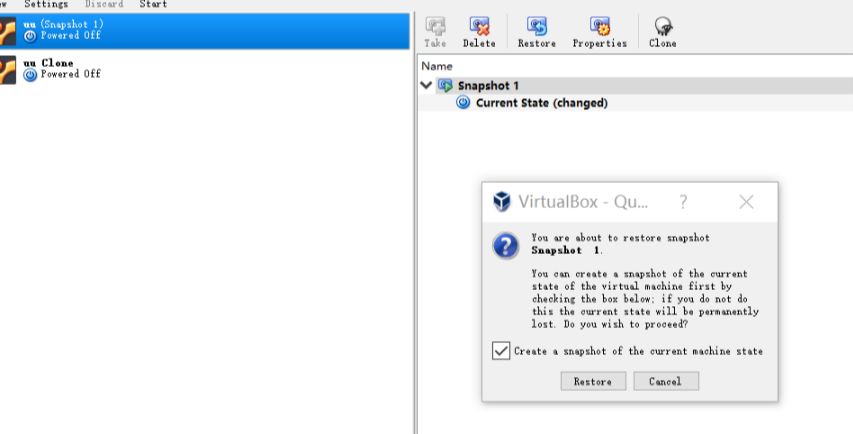 Settings Discard Start
uu (Snapshot 1)
Powered Off
uu Clone
Powered Off
Take Delete Restore Properties Clone
Name
Snapshot 1
Current State (changed)
VirtualBox - Qu... ?
You are about to restore snapshot
Snapshot 1.
You can create a snapshot of the current
state of the virtual machine first by
checking the box below; if you do not do
this the current state will be permanently
lost. Do you wish to proceed?
Create a snapshot of the current machine state
Restore Cancel